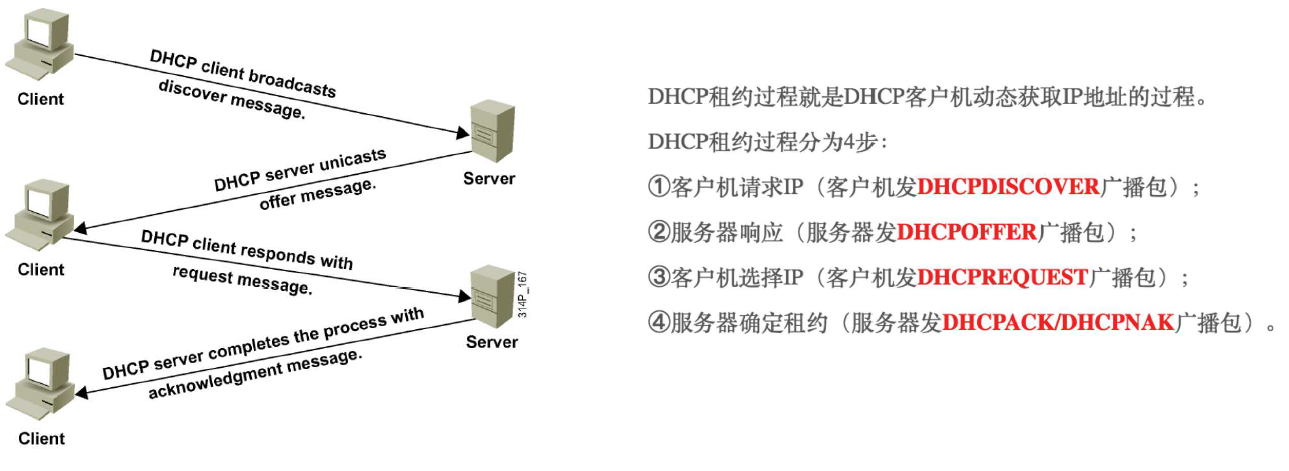 DHCP client broadcasts
discover message.
Client
DHCP server unicasts
offer message.
Server
DHCP client responds with
request message.
Client
314P_167
DHCP server completes the process with
acknowledgment message.
Server
Client
DHCP租约过程就是DHCP客户机动态获取IP地址的过程。
DHCP租约过程分为4步：
①客户机请求IP（客户机发DHCPDISCOVER广播包）；
②服务器响应（服务器发DHCPOFFER广播包）；
③客户机选择IP（客户机发DHCPREQUEST广播包）；
④服务器确定租约（服务器发DHCPACK/DHCPNAK广播包）。